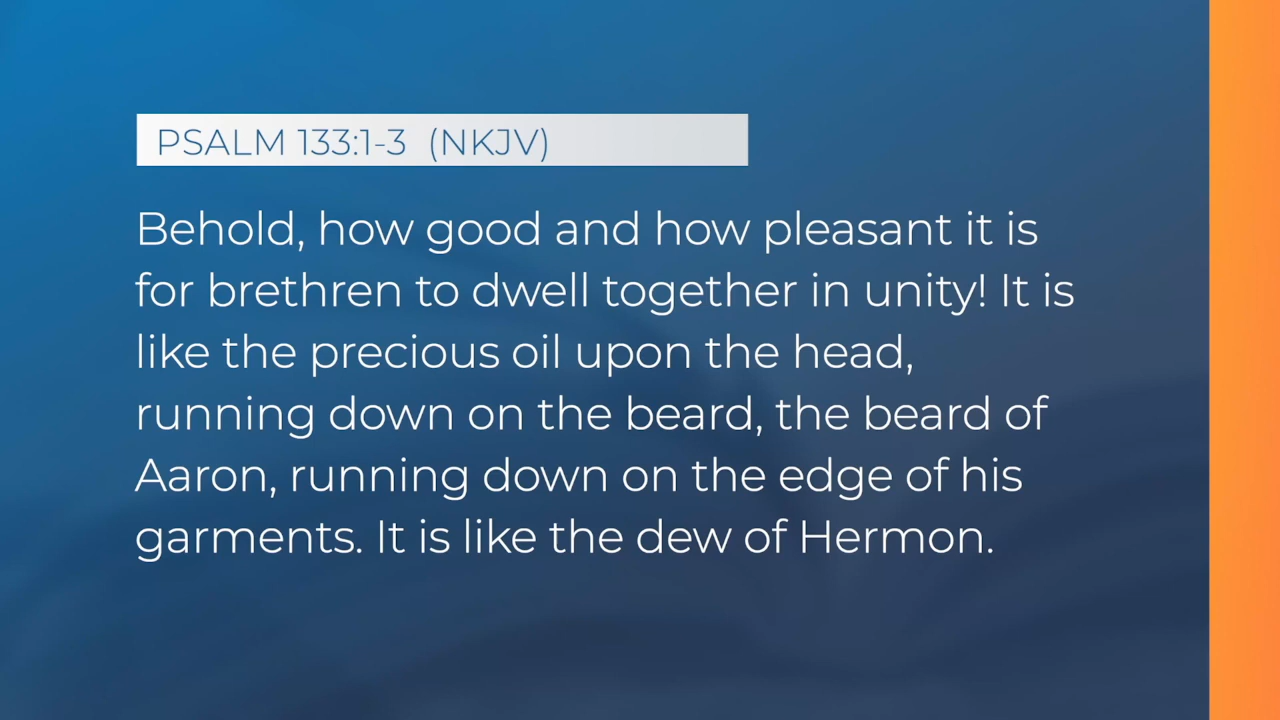 PSALM 133:1-3 (NKJV)
Behold, how good and how pleasant it is
for brethren to dwell together in unity! It is
like the precious oil upon the head,
running down on the beard, the beard of
Aaron, running down on the edge of his
garments. It is like the dew of Hermon.